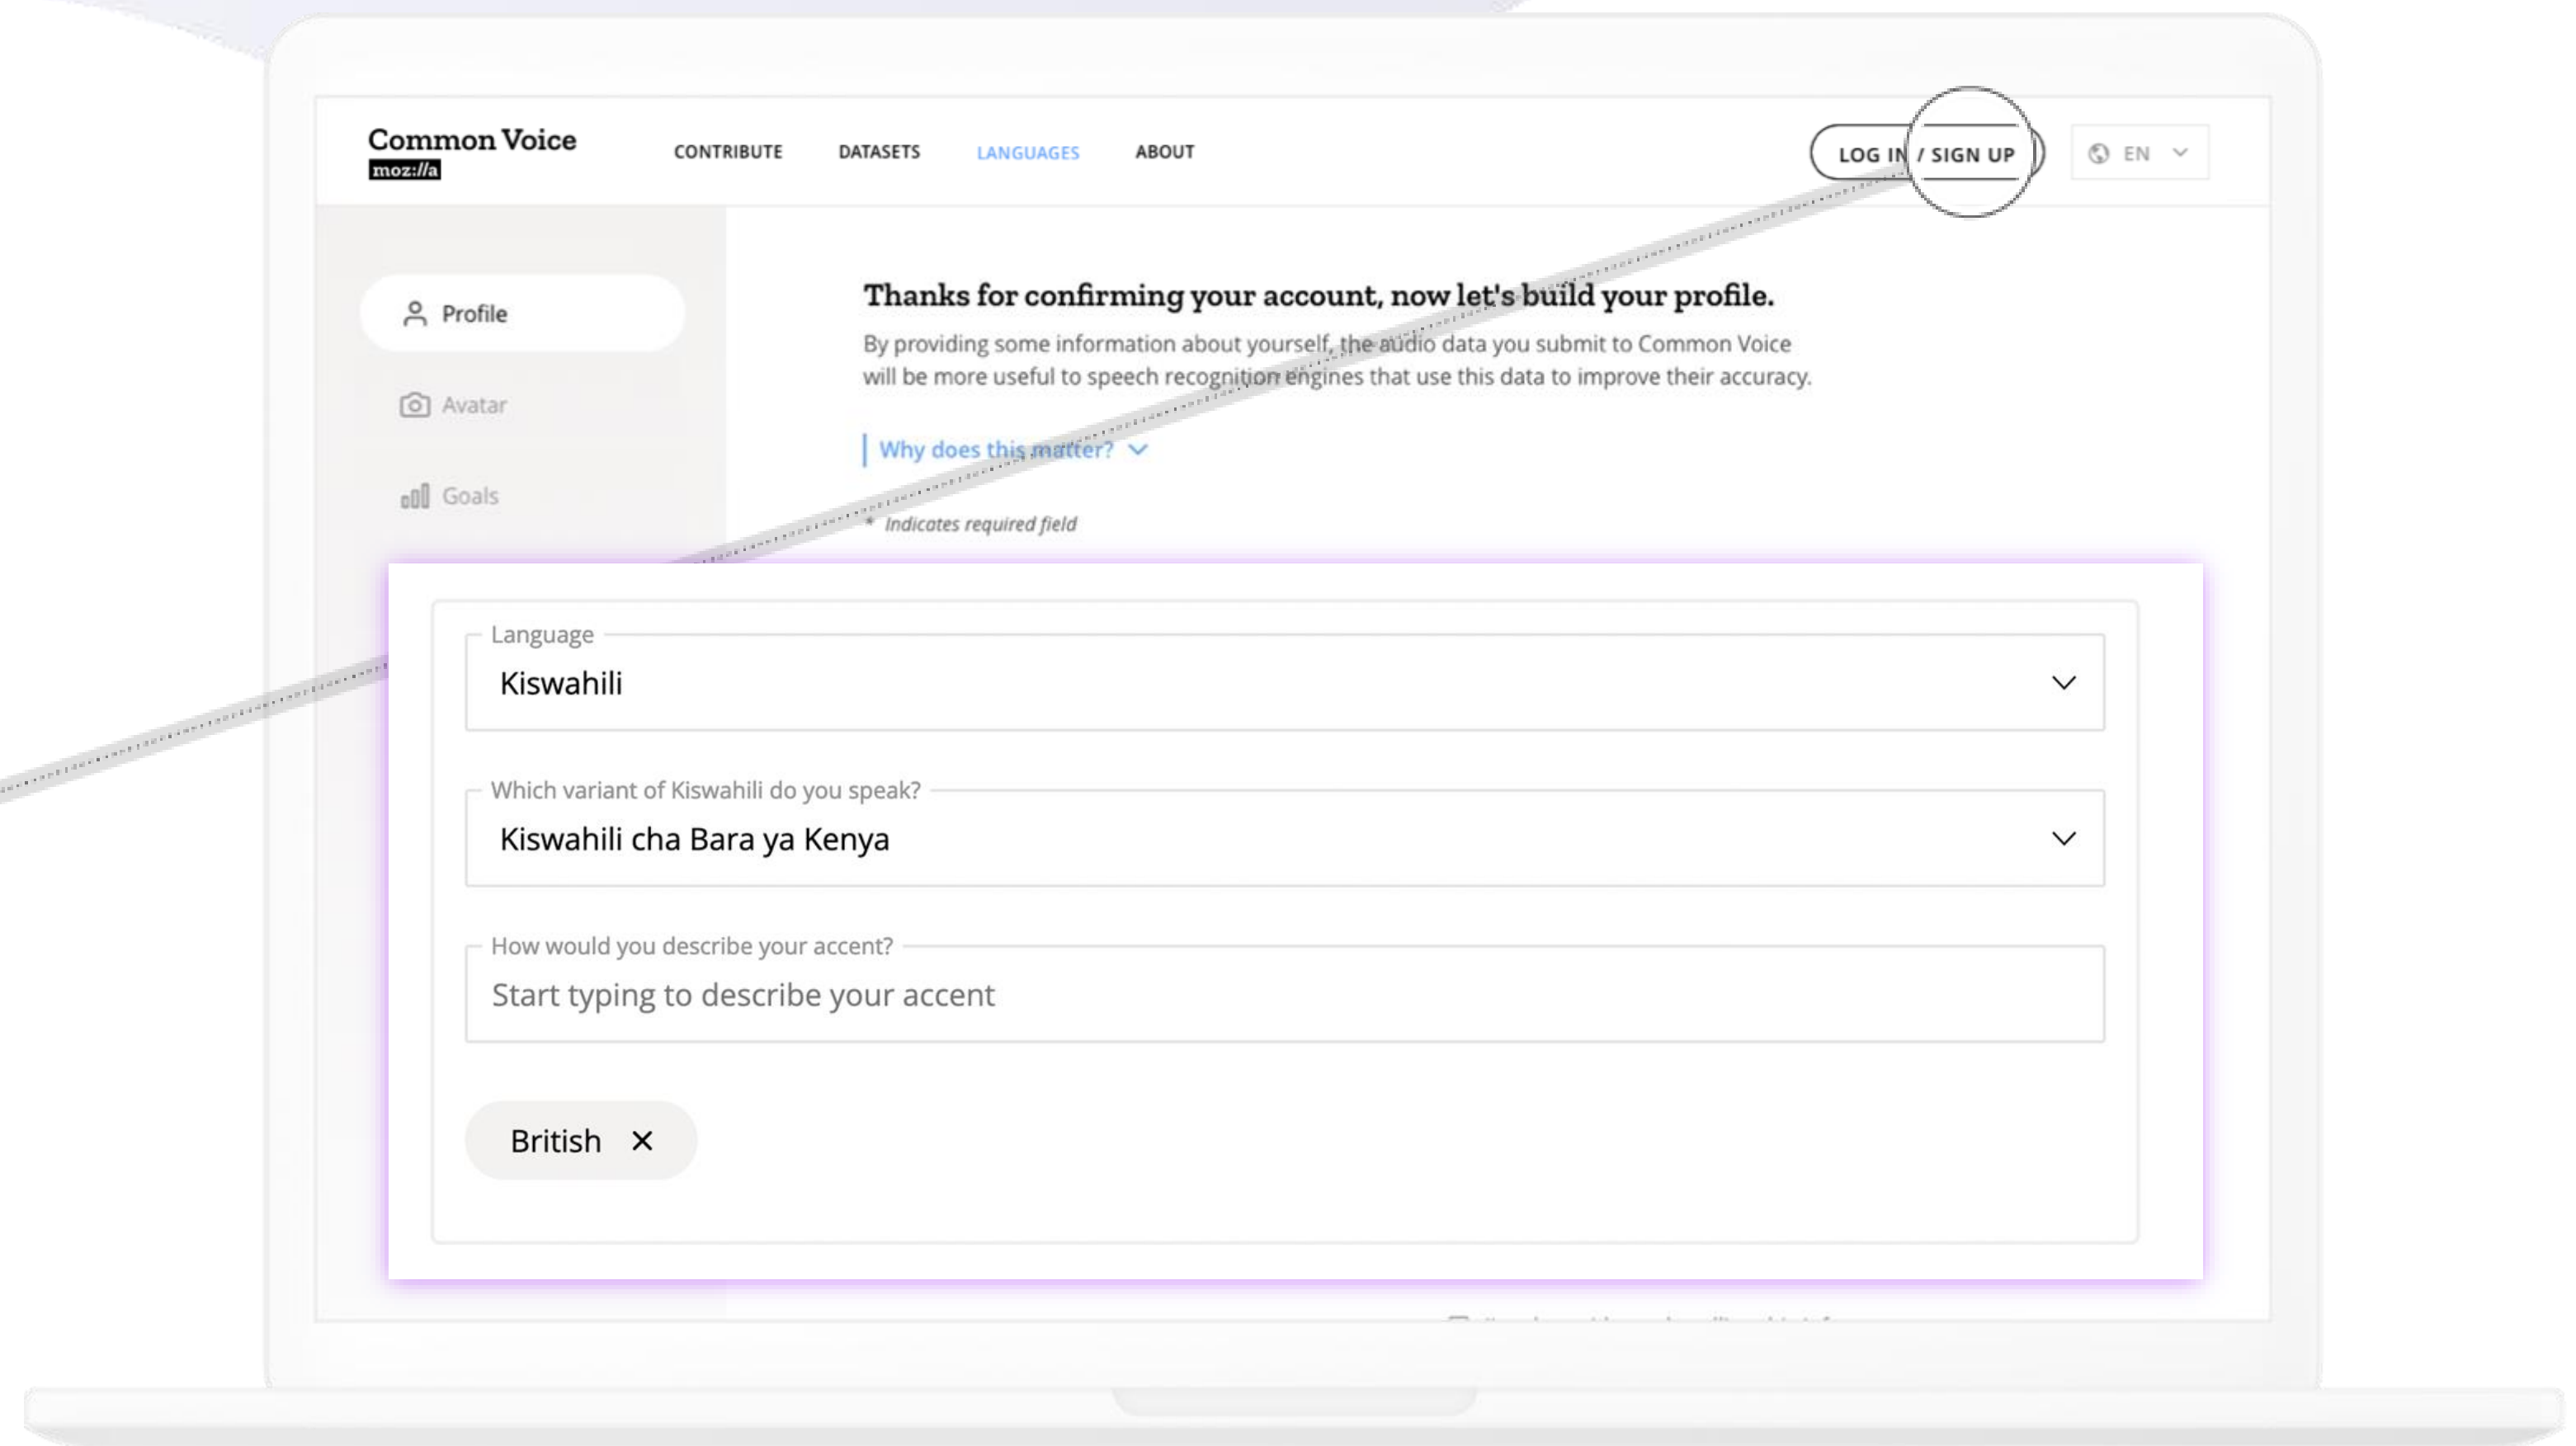 Common Voice
moz://a
CONTRIBUTE
DATASETS
LANGUAGES
ABOUT
LOG IN / SIGN UP
EN
Profile
Avatar
Goals
Thanks for confirming your account, now let's build your profile.
By providing some information about yourself, the audio data you submit to Common Voice
will be more useful to speech recognition engines that use this data to improve their accuracy.
Why does this matter?
* Indicates required field
Language
Kiswahili
Which variant of Kiswahili do you speak?
Kiswahili cha Bara ya Kenya
How would you describe your accent?
Start typing to describe your accent
British ✕